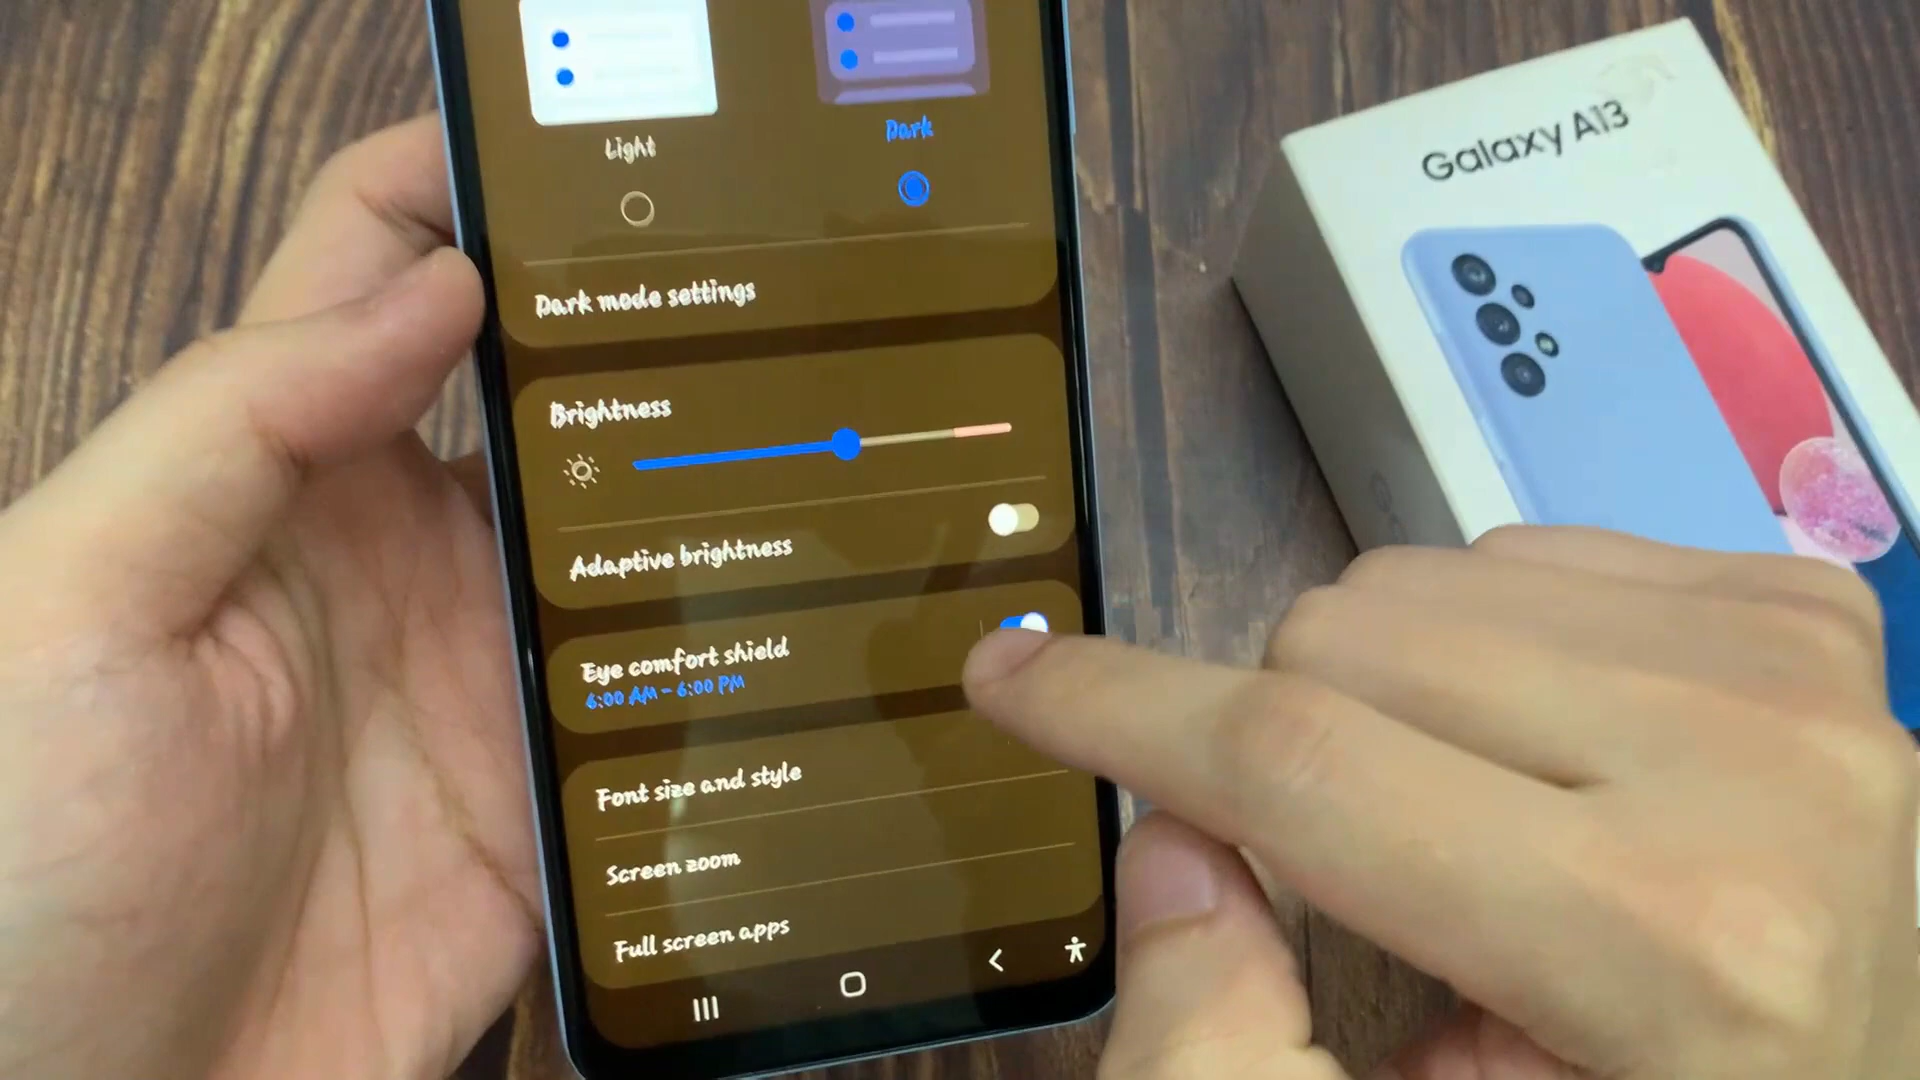 Light
Dark
Dark mode settings
Brightness
Adaptive brightness
Eye comfort shield
6:00 AM – 6:00 PM
Font size and style
Screen zoom
Full screen apps
Galaxy A13